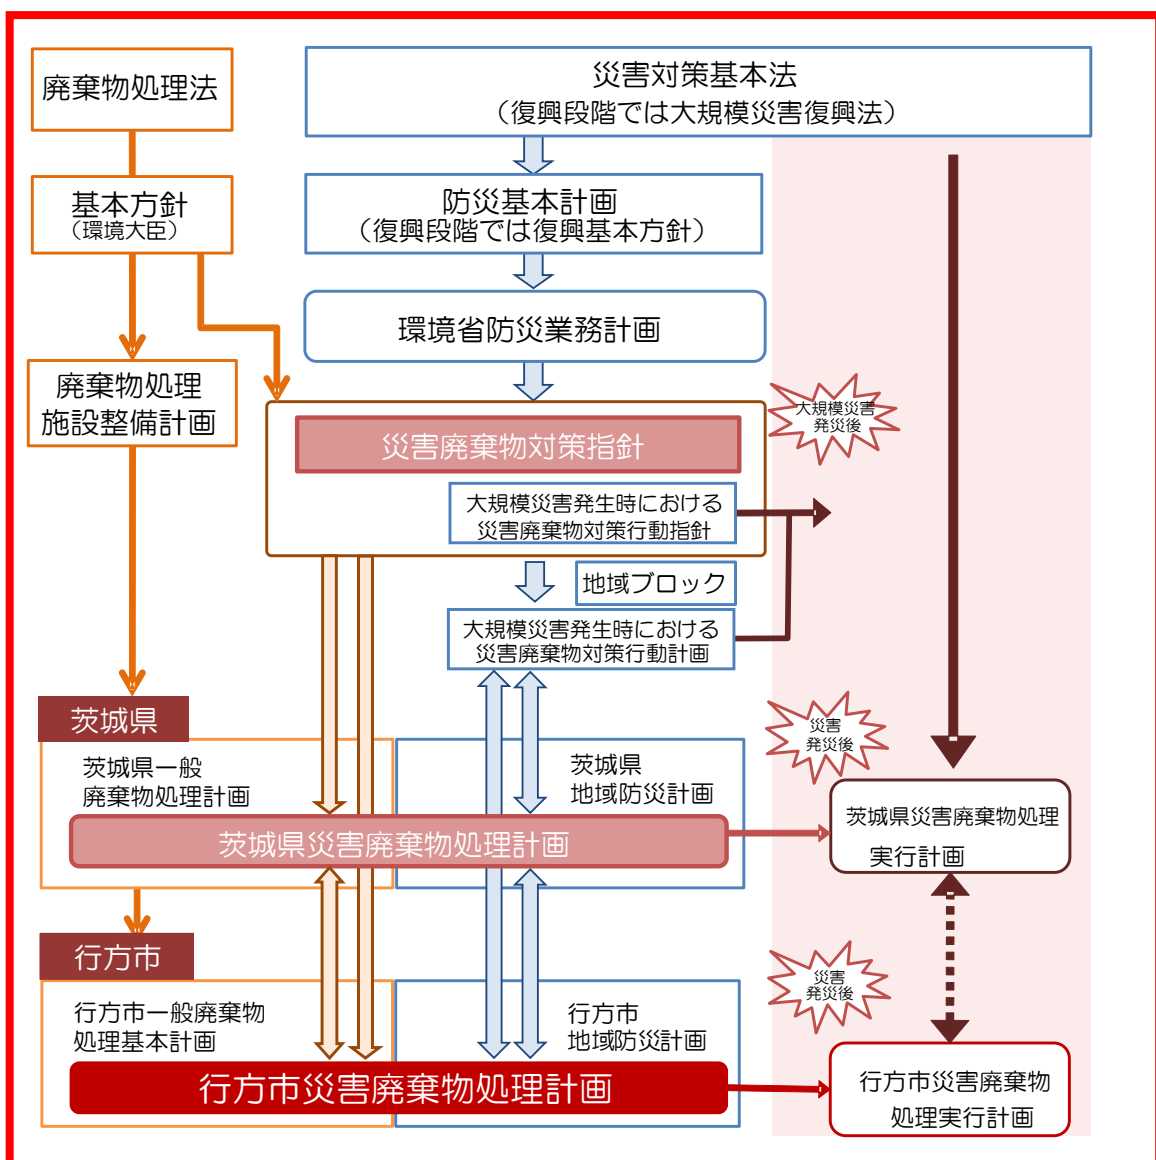 廃棄物処理法
災害対策基本法
（復興段階では大規模災害復興法）
基本方針
（環境大臣）
防災基本計画
（復興段階では復興基本方針）
環境省防災業務計画
廃棄物処理
施設整備計画
災害廃棄物対策指針
大規模災害
発災後
大規模災害発生時における
災害廃棄物対策行動指針
地域ブロック
大規模災害発生時における
災害廃棄物対策行動計画
茨城県
茨城県一般
廃棄物処理計画
茨城県
地域防災計画
災害
発災後
茨城県災害廃棄物処理計画
茨城県災害廃棄物処理
実行計画
行方市
行方市一般廃棄物
処理基本計画
行方市
地域防災計画
災害
発災後
行方市災害廃棄物処理計画
行方市災害廃棄物
処理実行計画